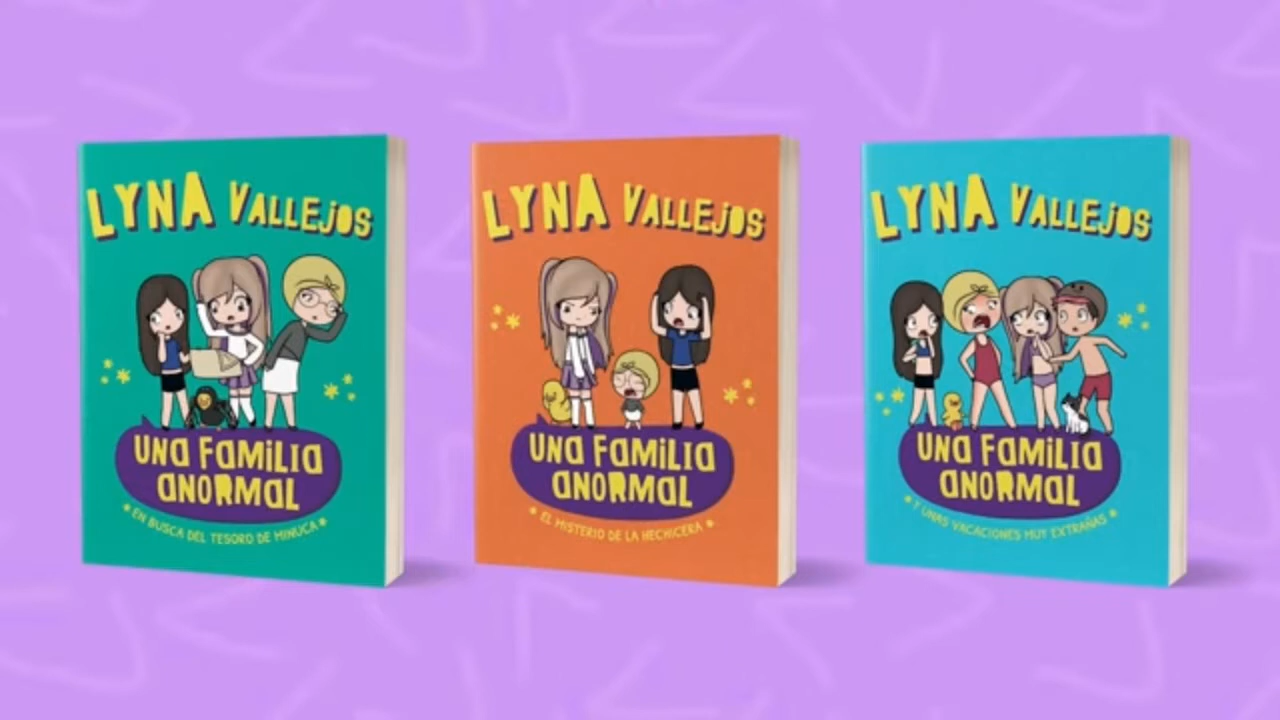 LYNA VALLEJOS
UNA FAMILIA
ANORMAL
EN BUSCA DEL TESORO DE MINUCA
LYNA VALLEJOS
UNA FAMILIA
ANORMAL
EL MISTERIO DE LA HECHICERA
LYNA VALLEJOS
UNA FAMILIA
ANORMAL
Y UNAS VACACIONES MUY EXTRAÑAS